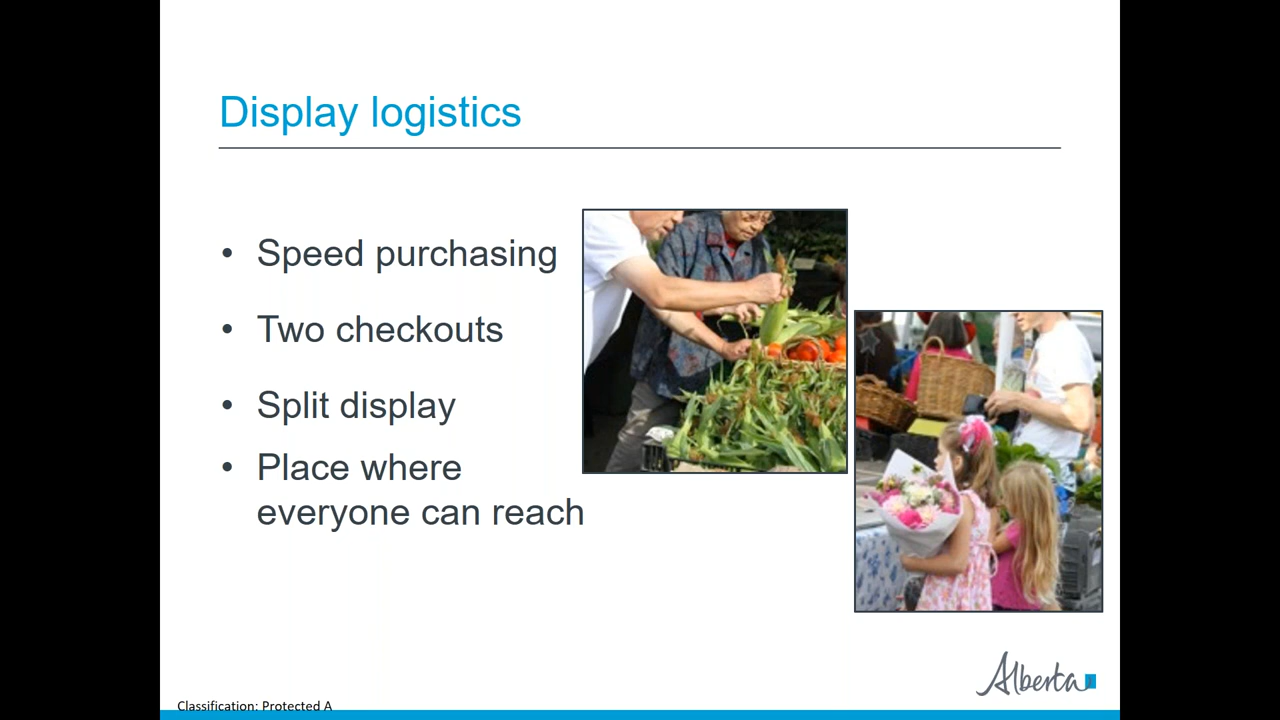 Display logistics
• Speed purchasing
• Two checkouts
• Split display
• Place where
everyone can reach
Alberta
Classification: Protected A